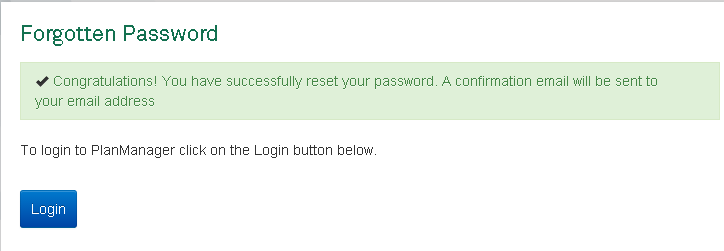 Forgotten Password
✔ Congratulations! You have successfully reset your password. A confirmation email will be sent to
your email address
To login to PlanManager click on the Login button below.
Login